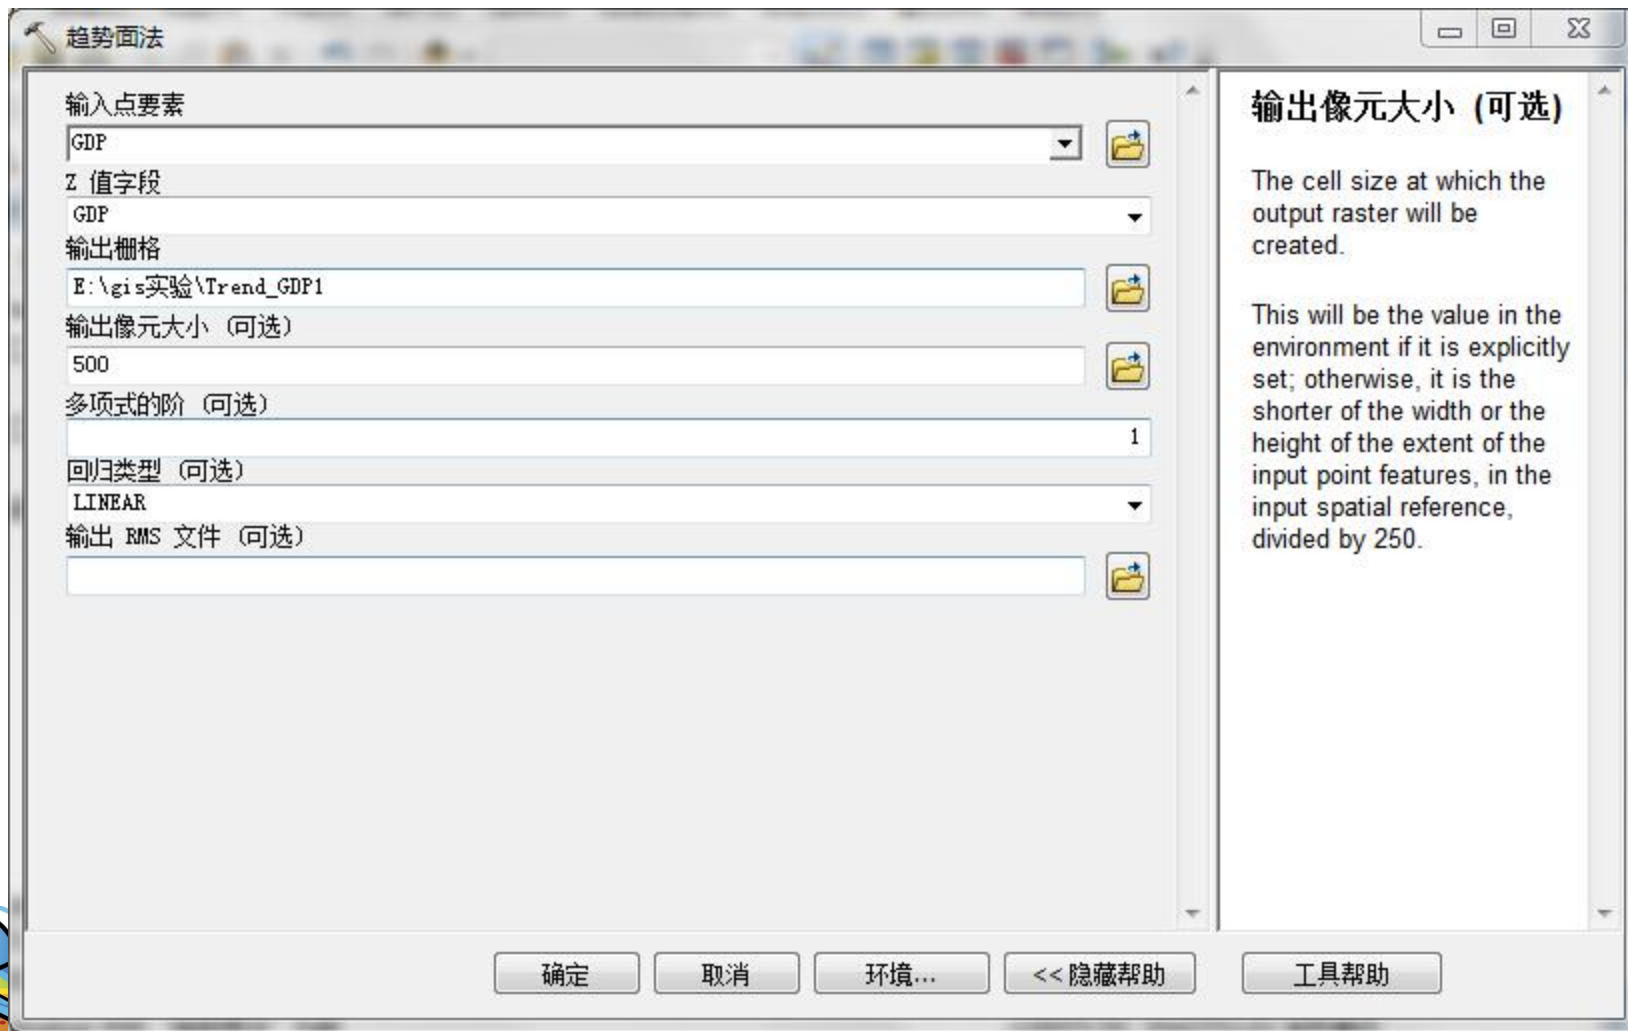 趋势面法
输入点要素
GDP
Z 值字段
GDP
输出栅格
E:\gis实验\Trend_GDP1
输出像元大小 (可选)
500
多项式的阶 (可选)
1
回归类型 (可选)
LINEAR
输出 RMS 文件 (可选)
输出像元大小 (可选)
The cell size at which the
output raster will be
created.
This will be the value in the
environment if it is explicitly
set; otherwise, it is the
shorter of the width or the
height of the extent of the
input point features, in the
input spatial reference,
divided by 250.
确定
取消
环境...
<< 隐藏帮助
工具帮助